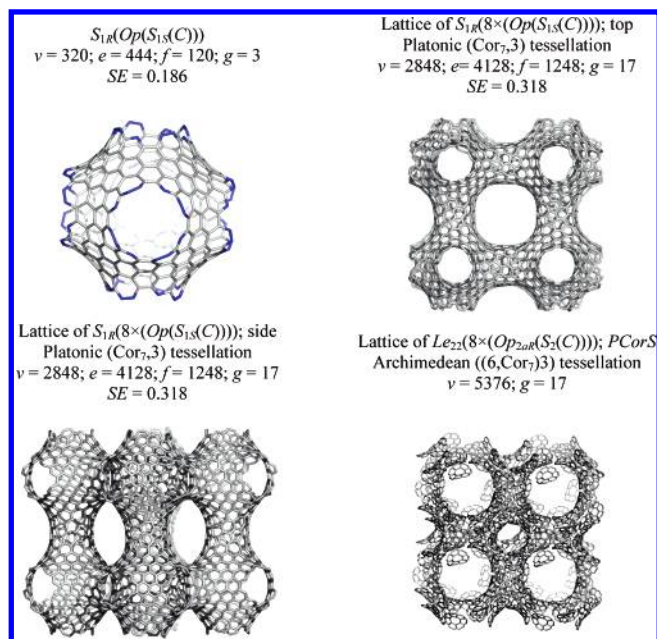 S1R(Op(S1S(C)))
v = 320; e = 444; f = 120; g = 3
SE = 0.186
Lattice of S1R(8×(Op(S1S(C)))); top
Platonic (Cor7,3) tessellation
v = 2848; e= 4128; f = 1248; g = 17
SE = 0.318
Lattice of S1R(8×(Op(S1S(C)))); side
Platonic (Cor7,3) tessellation
v = 2848; e = 4128; f = 1248; g = 17
SE = 0.318
Lattice of Le22(8×(Op2aR(S2(C)))); PCorS
Archimedean ((6,Cor7)3) tessellation
v = 5376; g = 17